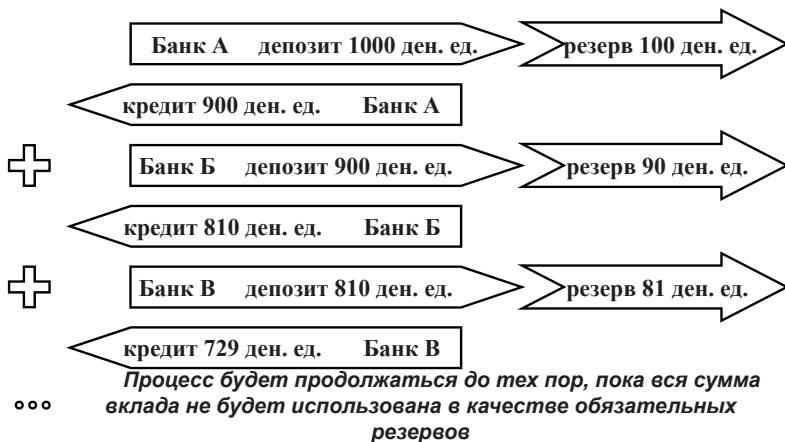 Банк А депозит 1000 ден. ед. резерв 100 ден. ед.
кредит 900 ден. ед. Банк А
Банк Б депозит 900 ден. ед. резерв 90 ден. ед.
кредит 810 ден. ед. Банк Б
Банк В депозит 810 ден. ед. резерв 81 ден. ед.
кредит 729 ден. ед. Банк В
Процесс будет продолжаться до тех пор, пока вся сумма
вклада не будет использована в качестве обязательных
резервов